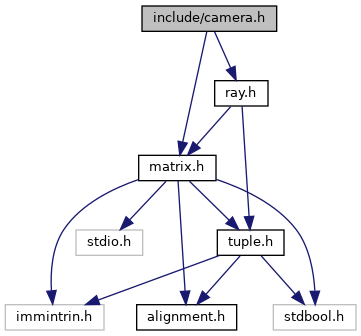 include/camera.h
ray.h
matrix.h
stdio.h
tuple.h
immintrin.h
alignment.h
stdbool.h